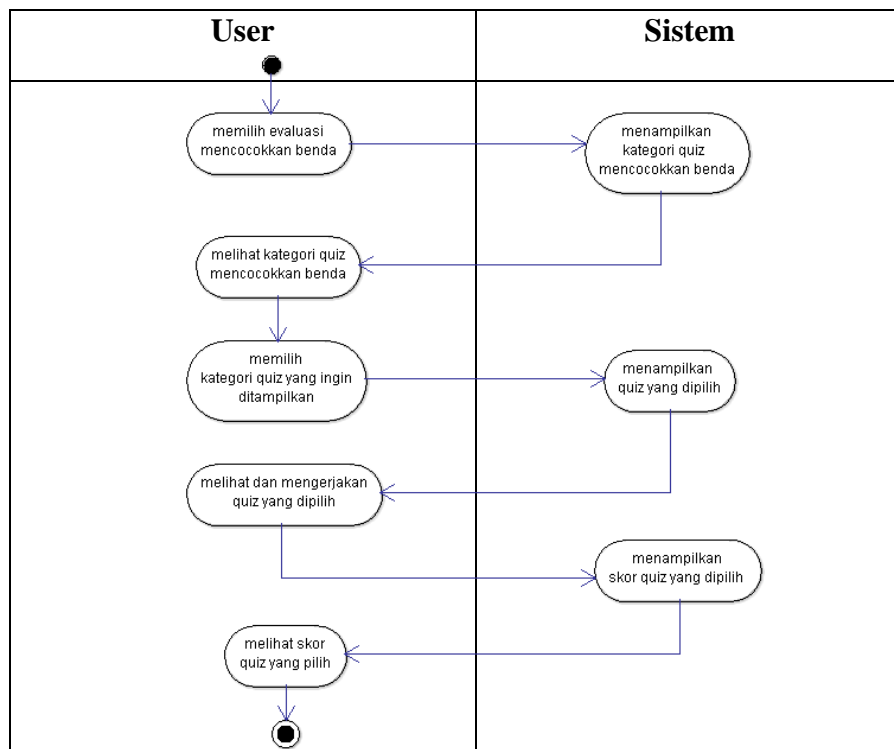 User
Sistem
memilih evaluasi
mencocokkan benda
menampilkan
kategori quiz
mencocokkan benda
melihat kategori quiz
mencocokkan benda
memilih
kategori quiz yang ingin
ditampilkan
menampilkan
quiz yang dipilih
melihat dan mengerjakan
quiz yang dipilih
menampilkan
skor quiz yang dipilih
melihat skor
quiz yang pilih